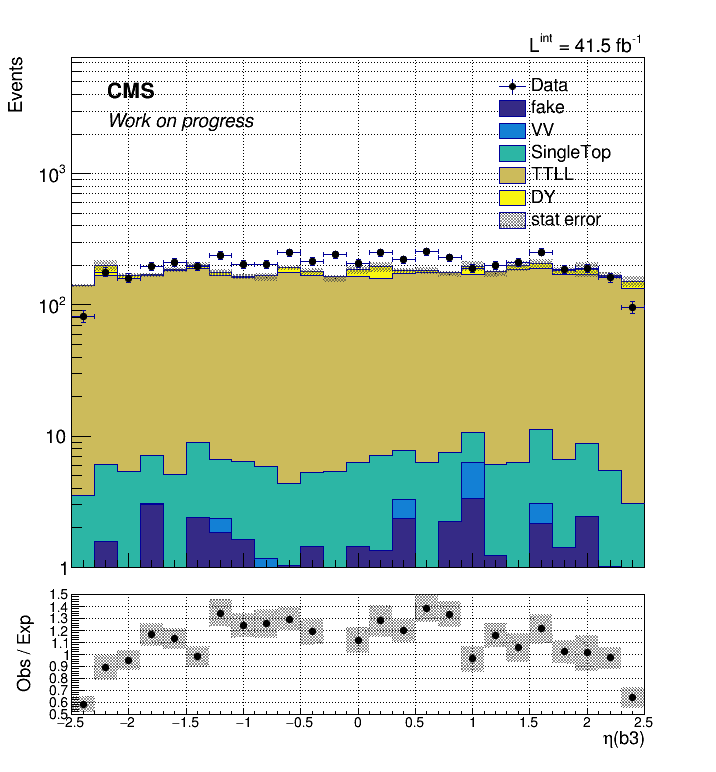 L^int = 41.5 fb^-1
Events
CMS
Work on progress
Data
fake
VV
SingleTop
TTLL
DY
stat error
10^3
10^2
10
1
Obs / Exp
1.5
1.4
1.3
1.2
1.1
1
0.9
0.8
0.7
0.6
0.5
−2.5 −2 −1.5 −1 −0.5 0 0.5 1 1.5 2 2.5
η(b3)